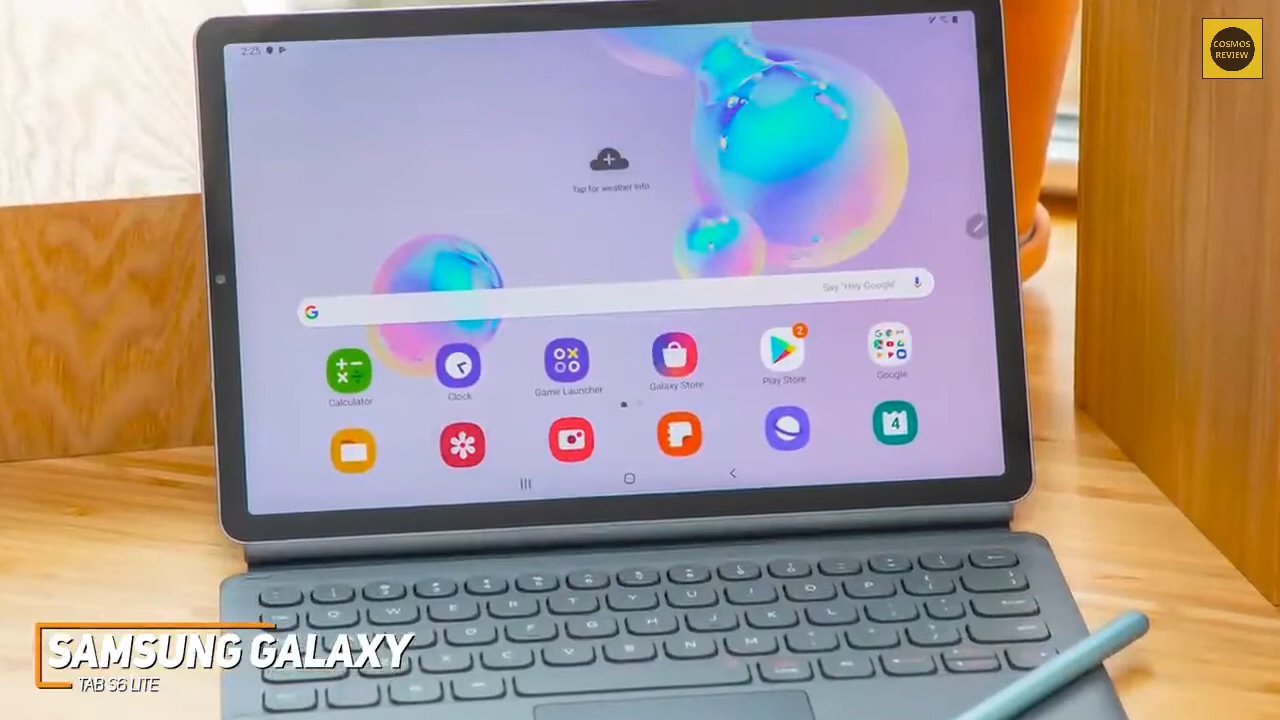 2:25
COSMOS
REVIEW
Tap for weather info
Say "Hey Google"
Calculator
Clock
Game Launcher
Galaxy Store
2
Play Store
Google
4
Q W E R T Y U I O P
D F G H J K L
X C V B N M
SAMSUNG GALAXY
TAB S6 LITE